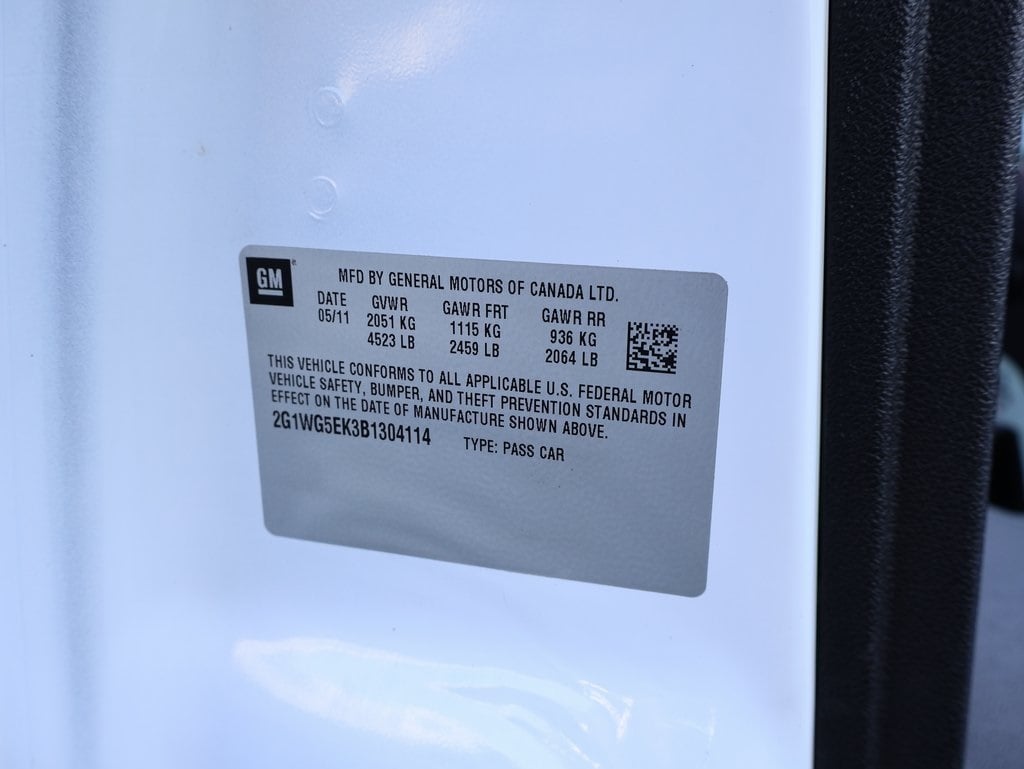 GM
MFD BY GENERAL MOTORS OF CANADA LTD.
DATE GVWR GAWR FRT GAWR RR
05/11 2051 KG 1115 KG 936 KG
4523 LB 2459 LB 2064 LB
THIS VEHICLE CONFORMS TO ALL APPLICABLE U.S. FEDERAL MOTOR
VEHICLE SAFETY, BUMPER, AND THEFT PREVENTION STANDARDS IN
EFFECT ON THE DATE OF MANUFACTURE SHOWN ABOVE.
2G1WG5EK3B1304114 TYPE: PASS CAR